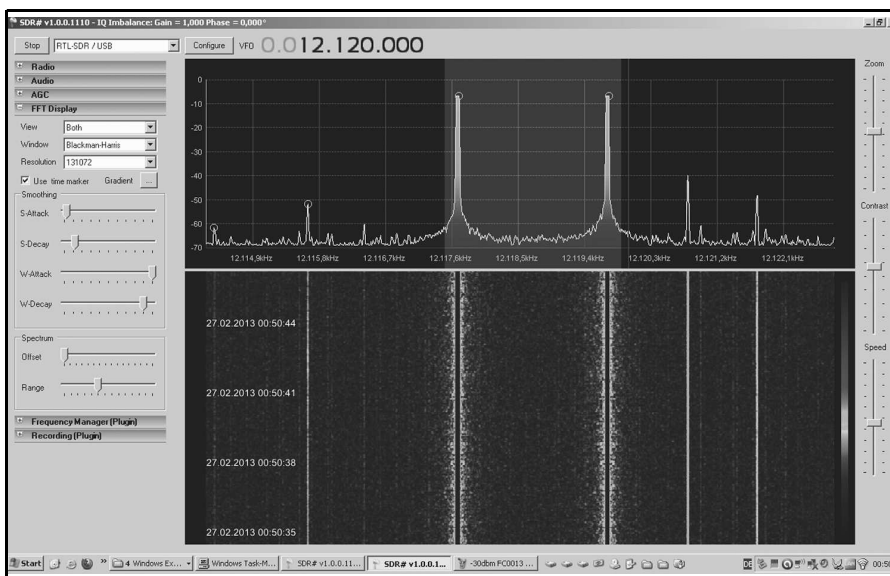 SDR# v1.0.0.1110 - IQ Imbalance: Gain = 1,000 Phase = 0,000°
Stop RTL-SDR / USB Configure VFO 0.012.120.000
Radio
Audio
AGC
FFT Display
View Both
Window Blackman-Harris
Resolution 131072
Use time marker Gradient ...
Smoothing
S-Attack
S-Decay
W-Attack
W-Decay
Spectrum
Offset
Range
Frequency Manager (Plugin)
Recording (Plugin)
0
-10
-20
-30
-40
-50
-60
-70
12.114,9kHz 12.115,8kHz 12.116,7kHz 12.117,6kHz 12.118,5kHz 12.119,4kHz 12.120,3kHz 12.121,2kHz 12.122,1kHz
27.02.2013 00:50:44
27.02.2013 00:50:41
27.02.2013 00:50:38
27.02.2013 00:50:35
Zoom
Contrast
Speed
Start » 4 Windows Ex... Windows Task-M... SDR# v1.0.0.11... SDR# v1.0.0.1... -30dbm FC0013 ... DE